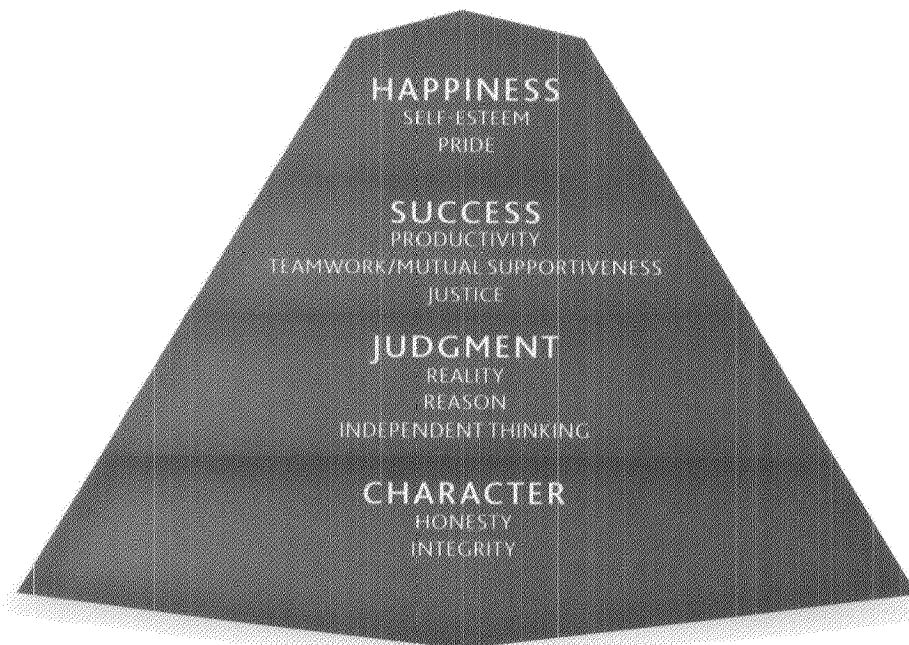 HAPPINESS
SELF-ESTEEM
PRIDE
SUCCESS
PRODUCTIVITY
TEAMWORK/MUTUAL SUPPORTIVENESS
JUSTICE
JUDGMENT
REALITY
REASON
INDEPENDENT THINKING
CHARACTER
HONESTY
INTEGRITY